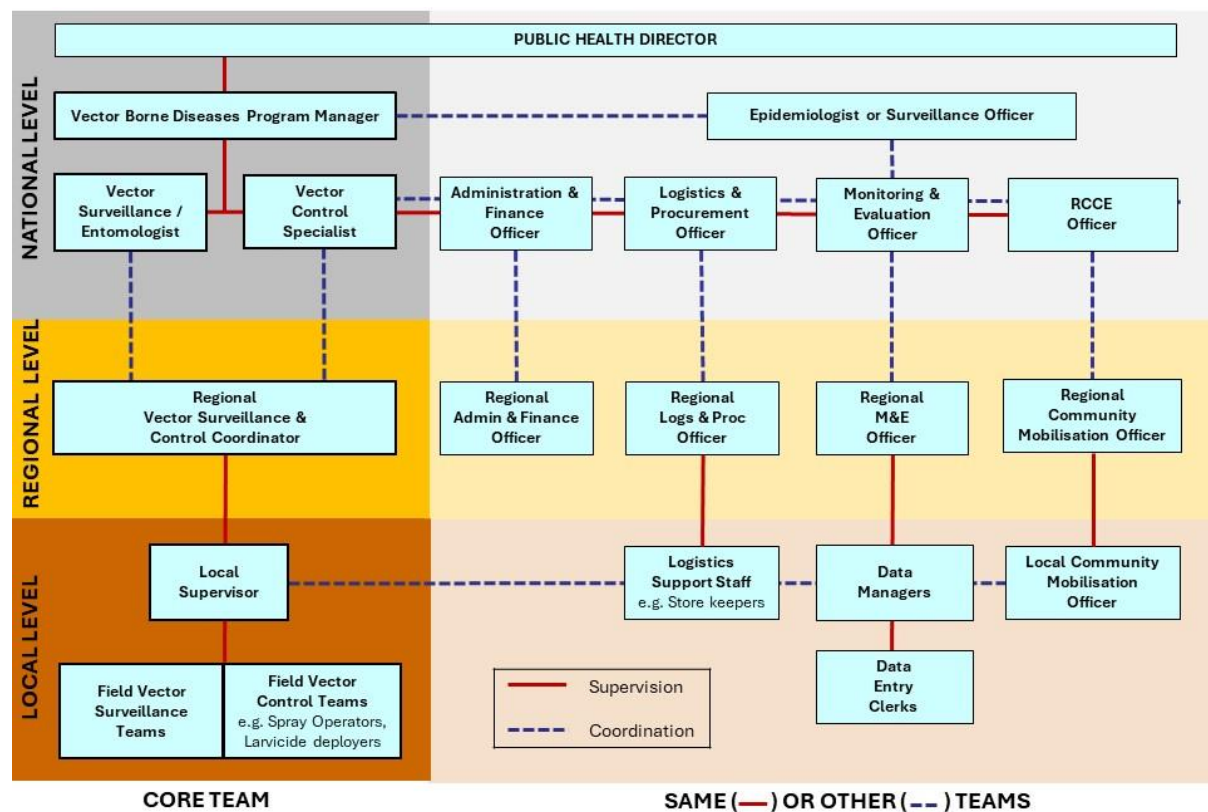 PUBLIC HEALTH DIRECTOR
NATIONAL LEVEL
Vector Borne Diseases Program Manager
Epidemiologist or Surveillance Officer
Vector
Surveillance /
Entomologist
Vector
Control
Specialist
Administration &
Finance
Officer
Logistics &
Procurement
Officer
Monitoring &
Evaluation
Officer
RCCE
Officer
REGIONAL LEVEL
Regional
Vector Surveillance &
Control Coordinator
Regional
Admin & Finance
Officer
Regional
Logs & Proc
Officer
Regional
M&E
Officer
Regional
Community
Mobilisation Officer
LOCAL LEVEL
Local
Supervisor
Logistics
Support Staff
e.g. Store keepers
Data
Managers
Local Community
Mobilisation
Officer
Field Vector
Surveillance
Teams
Field Vector
Control Teams
e.g. Spray Operators,
Larvicide deployers
Supervision
Coordination
Data
Entry
Clerks
CORE TEAM
SAME (—) OR OTHER (--) TEAMS